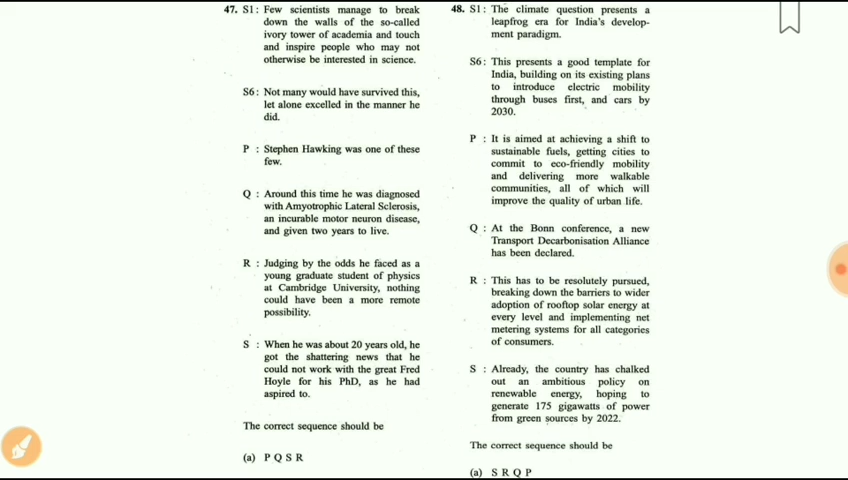 47. S1: Few scientists manage to break
down the walls of the so-called
ivory tower of academia and touch
and inspire people who may not
otherwise be interested in science.
S6: Not many would have survived this,
let alone excelled in the manner he
did.
P : Stephen Hawking was one of these
few.
Q : Around this time he was diagnosed
with Amyotrophic Lateral Sclerosis,
an incurable motor neuron disease,
and given two years to live.
R : Judging by the odds he faced as a
young graduate student of physics
at Cambridge University, nothing
could have been a more remote
possibility.
S : When he was about 20 years old, he
got the shattering news that he
could not work with the great Fred
Hoyle for his PhD, as he had
aspired to.
The correct sequence should be
(a) P Q S R
48. S1: The climate question presents a
leapfrog era for India's develop-
ment paradigm.
S6: This presents a good template for
India, building on its existing plans
to introduce electric mobility
through buses first, and cars by
2030.
P : It is aimed at achieving a shift to
sustainable fuels, getting cities to
commit to eco-friendly mobility
and delivering more walkable
communities, all of which will
improve the quality of urban life.
Q : At the Bonn conference, a new
Transport Decarbonisation Alliance
has been declared.
R : This has to be resolutely pursued,
breaking down the barriers to wider
adoption of rooftop solar energy at
every level and implementing net
metering systems for all categories
of consumers.
S : Already, the country has chalked
out an ambitious policy on
renewable energy, hoping to
generate 175 gigawatts of power
from green sources by 2022.
The correct sequence should be
(a) S R Q P